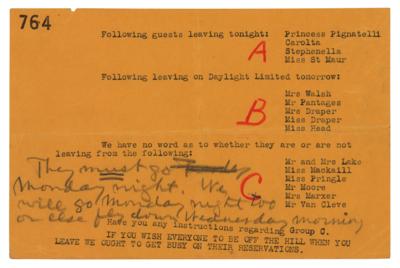 764
Following guests leaving tonight: Princess Pignatelli
Carolta
Stephenella
Miss St Maur
A
Following leaving on Daylight Limited tomorrow:
Mrs Walsh
Mr Pantages
Mrs Draper
Miss Draper
Miss Head
B
We have no word as to whether they are or are not
leaving from the following:
Mr and Mrs Lake
Miss Mackaill
Miss Pringle
Mr Moore
Mrs Marxer
Mr Van Cleve
C
They must go
Monday night. We
will go Monday night too
or else fly down Wednesday morning
Have you any instructions regarding Group C.
IF YOU WISH EVERYONE TO BE OFF THE HILL WHEN YOU
LEAVE WE OUGHT TO GET BUSY ON THEIR RESERVATIONS.